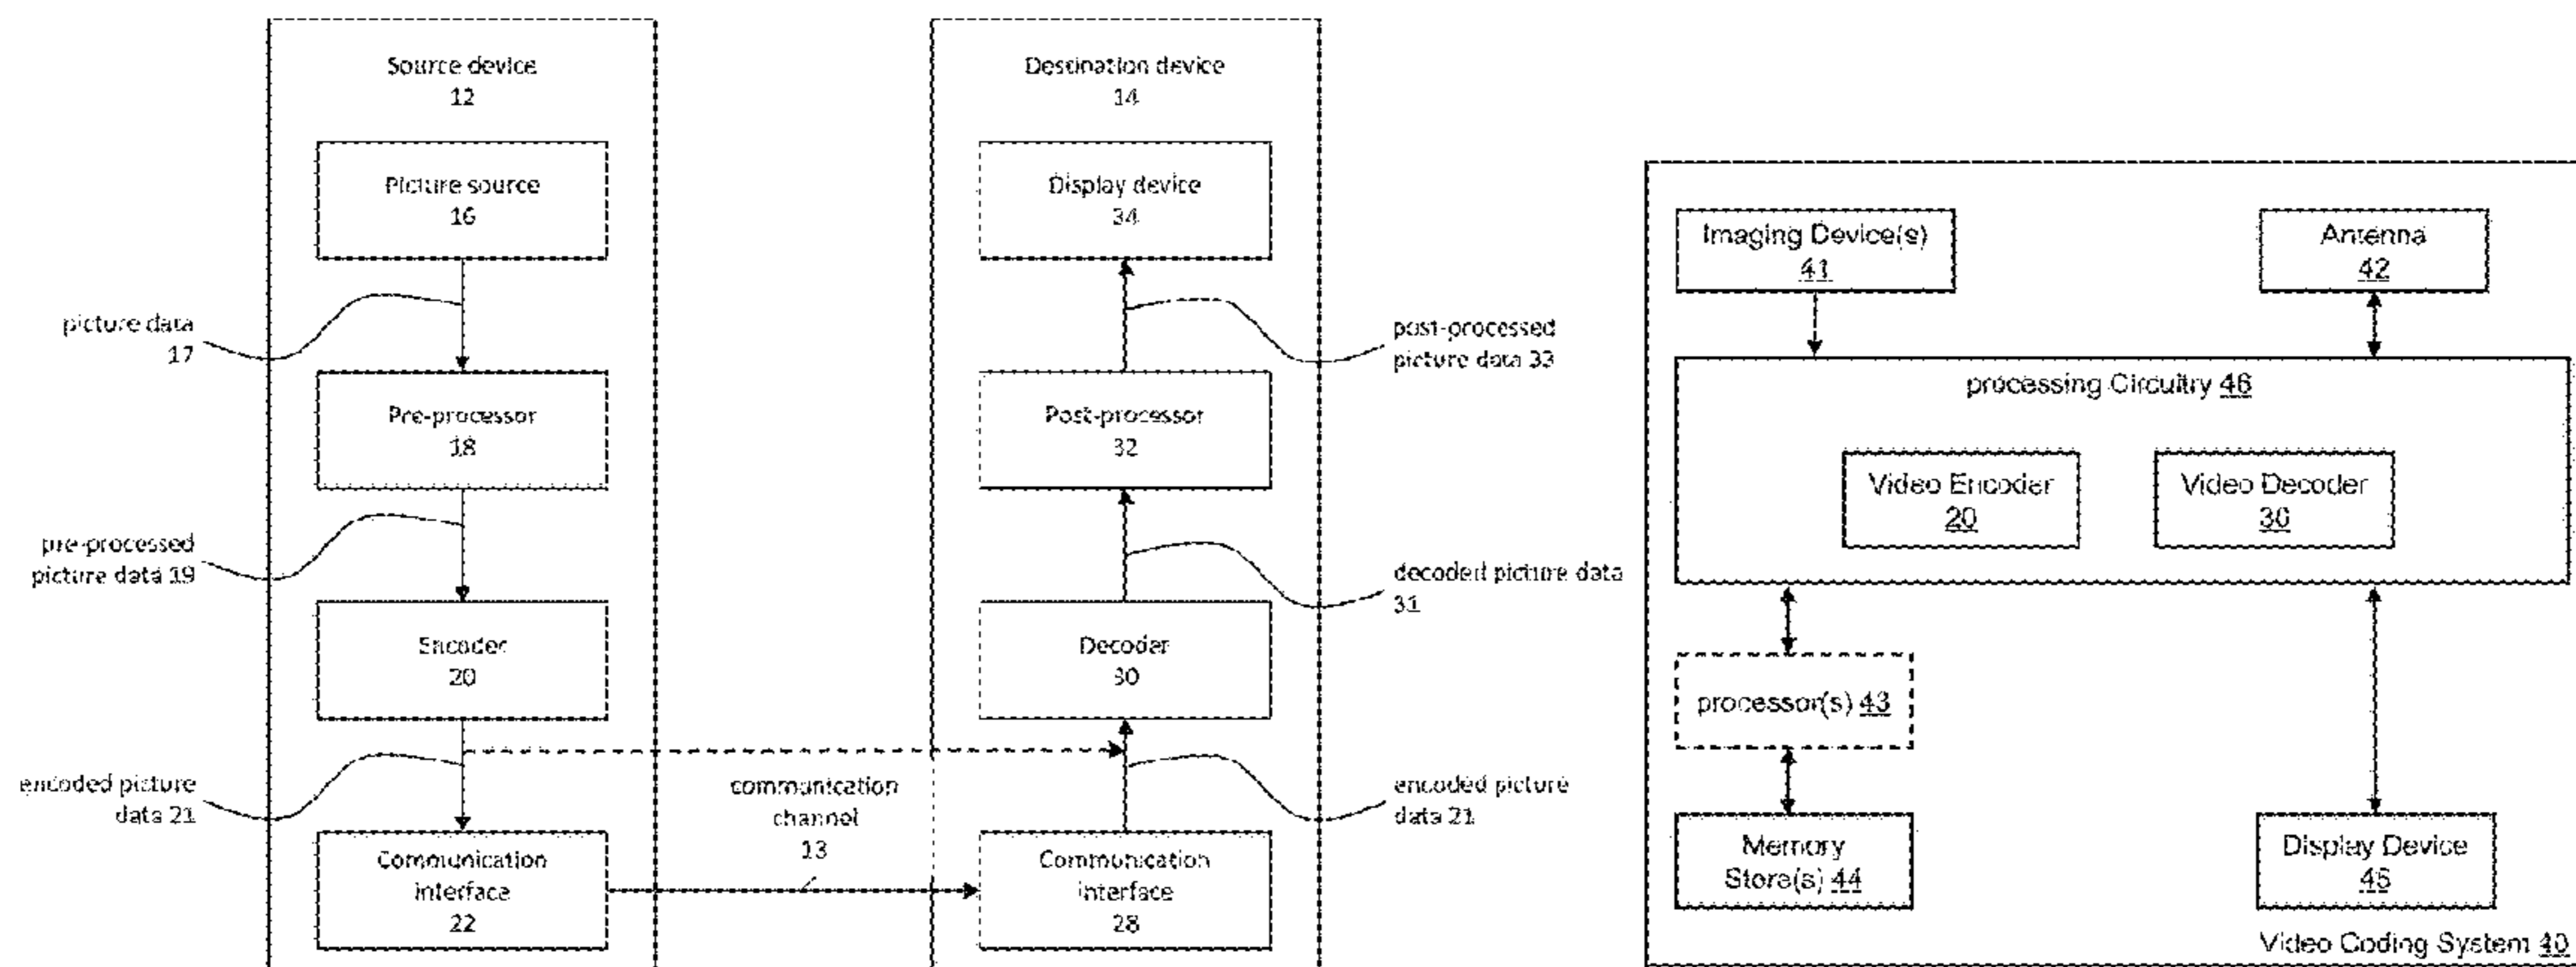 Source device
12
Picture source
16
picture data
17
Pre-processor
18
pre-processed
picture data 19
Encoder
20
encoded picture
data 21
Communication
interface
22
communication
channel
13
Destination device
14
Display device
34
post-processed
picture data 33
Post-processor
32
decoded picture data
31
Decoder
30
encoded picture
data 21
Communication
interface
28
Imaging Device(s)
41
Antenna
42
processing Circuitry 46
Video Encoder
20
Video Decoder
30
processor(s) 43
Memory
Store(s) 44
Display Device
45
Video Coding System 40